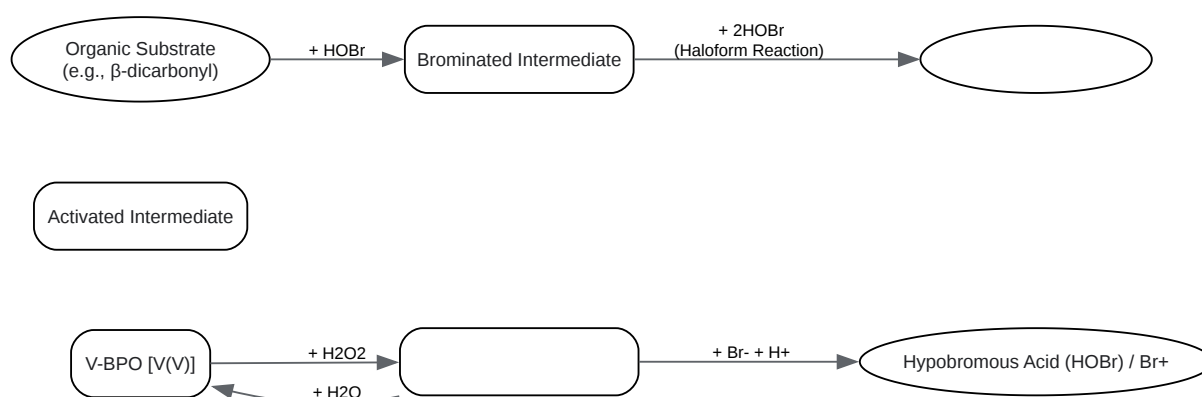 Organic Substrate
(e.g., β-dicarbonyl)
+ HOBr
Brominated Intermediate
+ 2HOBr
(Haloform Reaction)
Activated Intermediate
V-BPO [V(V)]
+ H2O2
+ Br- + H+
Hypobromous Acid (HOBr) / Br+
+ H2O